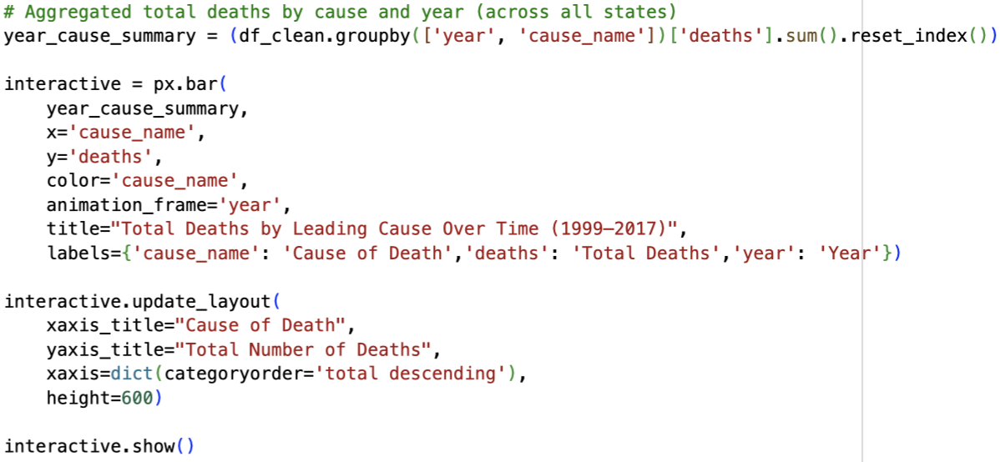 # Aggregated total deaths by cause and year (across all states)
year_cause_summary = (df_clean.groupby(['year', 'cause_name'])['deaths'].sum().reset_index())

interactive = px.bar(
    year_cause_summary,
    x='cause_name',
    y='deaths',
    color='cause_name',
    animation_frame='year',
    title="Total Deaths by Leading Cause Over Time (1999–2017)",
    labels={'cause_name': 'Cause of Death','deaths': 'Total Deaths','year': 'Year'})

interactive.update_layout(
    xaxis_title="Cause of Death",
    yaxis_title="Total Number of Deaths",
    xaxis=dict(categoryorder='total descending'),
    height=600)

interactive.show()